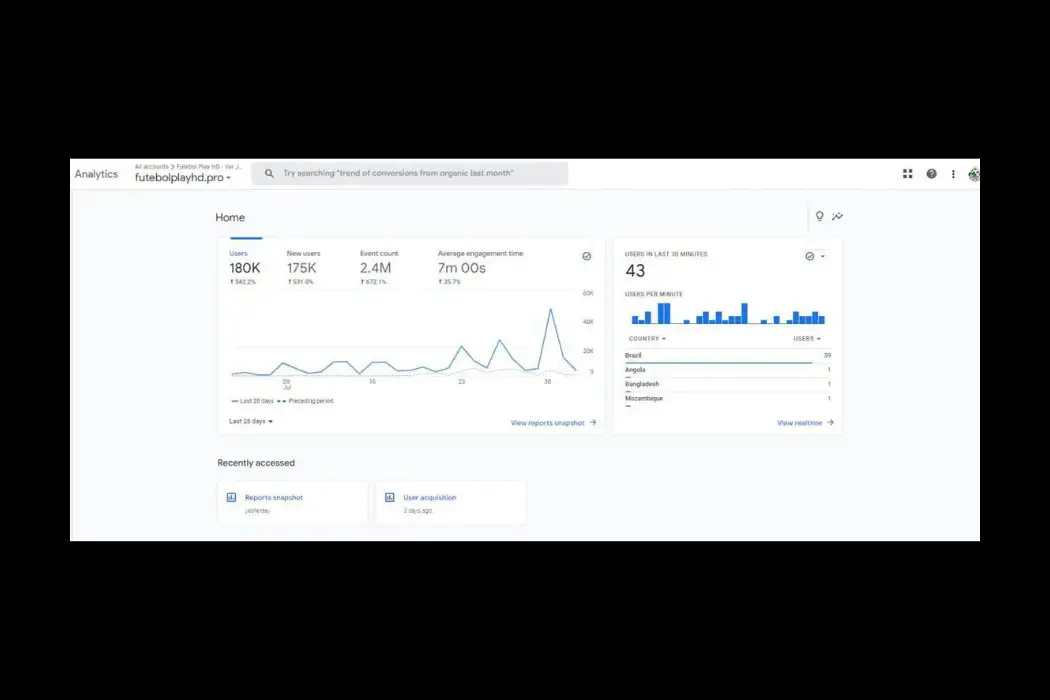 Analytics
All accounts > Futebol Play HD - Ver J...
futebolplayhd.pro
Try searching "trend of conversions from organic last month"
Home
Users
180K
↑ 542.2%
New users
175K
↑ 531.0%
Event count
2.4M
↑ 672.1%
Average engagement time
7m 00s
↑ 35.7%
60K
40K
20K
0
09
Jul
16
23
30
Last 28 days
Preceding period
Last 28 days
View reports snapshot
USERS IN LAST 30 MINUTES
43
USERS PER MINUTE
COUNTRY
USERS
Brazil 39
Angola 1
Bangladesh 1
Mozambique 1
View realtime
Recently accessed
Reports snapshot
yesterday
User acquisition
3 days ago